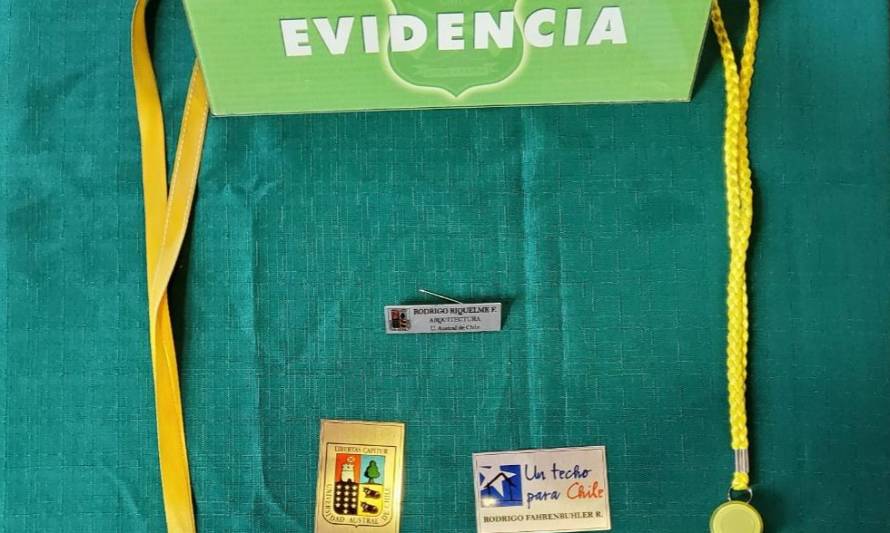 EVIDENCIA
RODRIGO RIQUELME F.
ARQUITECTURA
U. Austral de Chile
LIBERTAS CAPITUR
UNIVERSIDAD AUSTRAL DE CHILE
Un techo
para Chile
RODRIGO FAHRENBUHLER R.